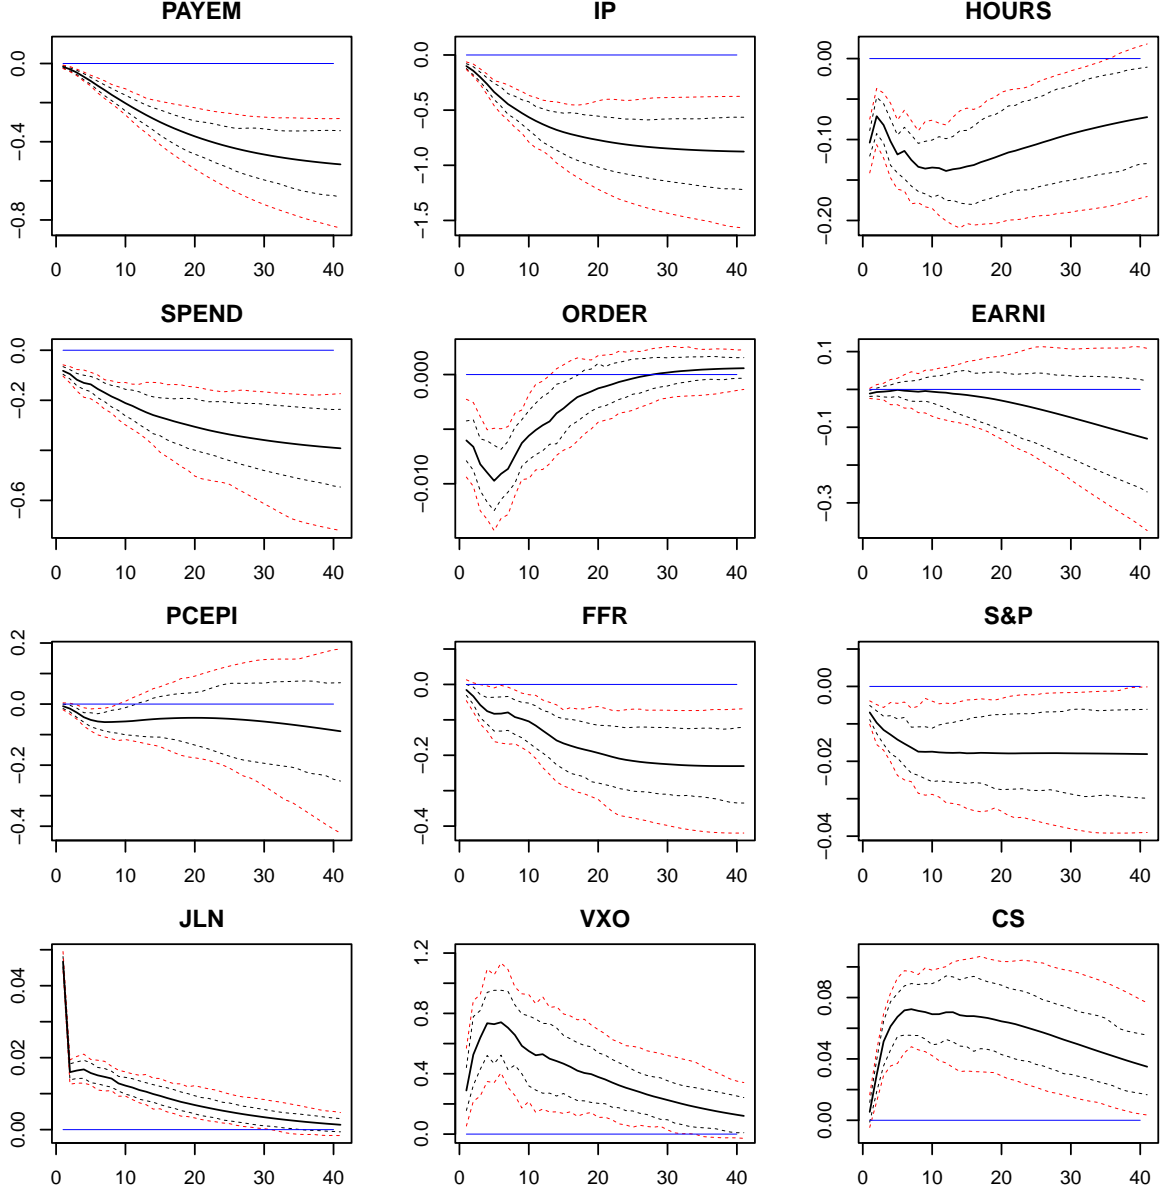 PAYEM IP HOURS
0.0 −0.4 −0.8
0 10 20 30 40
0.0 −0.5 −1.0 −1.5
0 10 20 30 40
0.00 −0.10 −0.20
0 10 20 30 40
SPEND ORDER EARNI
0.0 −0.2 −0.6
0 10 20 30 40
0.000 −0.010
0 10 20 30 40
0.1 −0.1 −0.3
0 10 20 30 40
PCEPI FFR S&P
0.2 0.0 −0.2 −0.4
0 10 20 30 40
0.0 −0.2 −0.4
0 10 20 30 40
0.00 −0.02 −0.04
0 10 20 30 40
JLN VXO CS
0.04 0.02 0.00
0 10 20 30 40
1.2 0.8 0.4 0.0
0 10 20 30 40
0.08 0.04 0.00
0 10 20 30 40